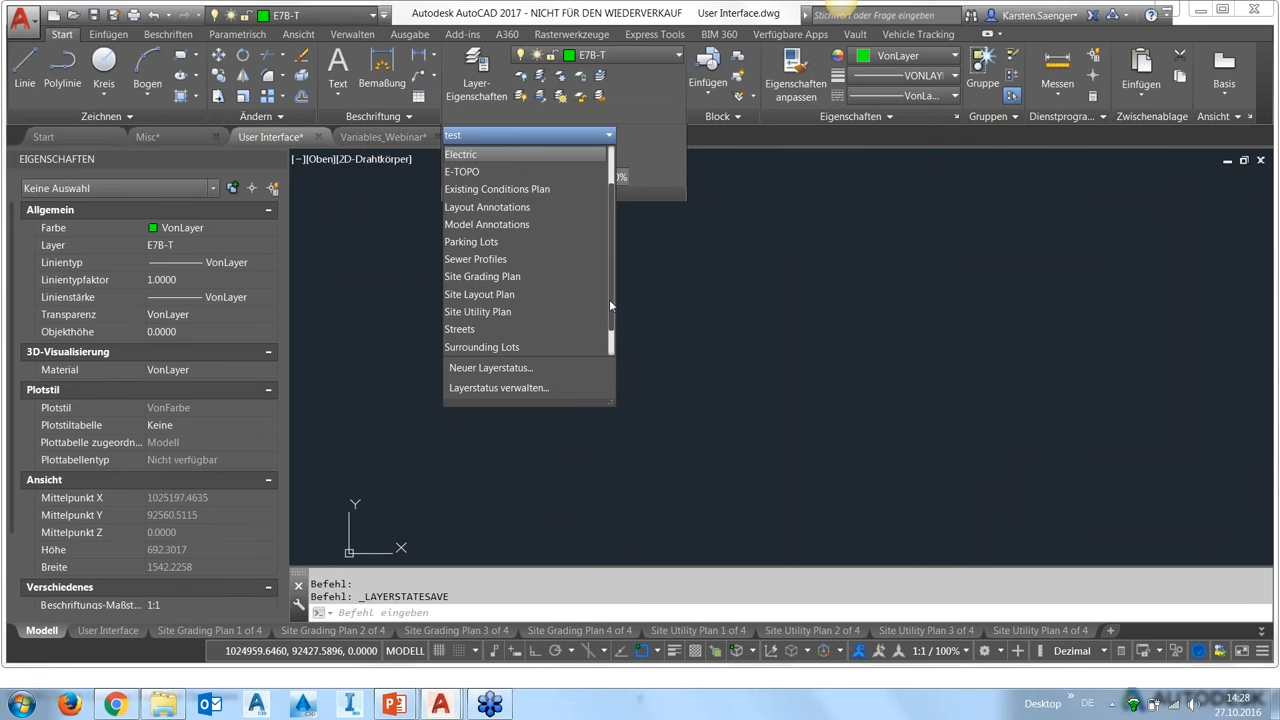 E7B-T
Autodesk AutoCAD 2017 - NICHT FÜR DEN WIEDERVERKAUF
User Interface.dwg
Stichwort oder Frage eingeben
Karsten.Saenger
Start
Einfügen
Beschriften
Parametrik
Ansicht
Verwalten
Ausgabe
Add-ins
A360
Rasterwerkzeuge
Express Tools
BIM 360
Verfügbare Apps
Vault
Vehicle Tracking
E7B-T
VonLayer
VONLAY
VonLa...
Linie
Polylinie
Kreis
Bogen
Text
Bemaßung
Layer-
Eigenschaften
Einfügen
Eigenschaften
anpassen
Gruppe
Messen
Einfügen
Basis
Zeichnen
Ändern
Beschriftung
Block
Eigenschaften
Gruppen
Dienstprogramme
Zwischenablage
Ansicht
Start
Misc*
User Interface*
Variables_Webinar*
test
Electric
E-TOPO
Existing Conditions Plan
Layout Annotations
Model Annotations
Parking Lots
Sewer Profiles
Site Grading Plan
Site Layout Plan
Site Utility Plan
Streets
Surrounding Lots
Neuer Layerstatus...
Layerstatus verwalten...
0%
[−][Oben][2D-Drahtkörper]
EIGENSCHAFTEN
Keine Auswahl
Allgemein
Farbe VonLayer
Layer E7B-T
Linientyp VonLayer
Linientypfaktor 1.0000
Linienstärke VonLayer
Transparenz VonLayer
Objekthöhe 0.0000
3D-Visualisierung
Material VonLayer
Plotstil
Plotstil VonFarbe
Plotstiltabelle Keine
Plottabelle zugeordn... Modell
Plottabellentyp Nicht verfügbar
Ansicht
Mittelpunkt X 1025197.4635
Mittelpunkt Y 92560.5115
Mittelpunkt Z 0.0000
Höhe 692.3017
Breite 1542.2258
Verschiedenes
Beschriftungs-Maßst... 1:1
Y
X
Befehl:
Befehl: _LAYERSTATESAVE
Befehl eingeben
Modell
User Interface
Site Grading Plan 1 of 4
Site Grading Plan 2 of 4
Site Grading Plan 3 of 4
Site Grading Plan 4 of 4
Site Utility Plan 1 of 4
Site Utility Plan 2 of 4
Site Utility Plan 3 of 4
Site Utility Plan 4 of 4
1024959.6460, 92427.5896, 0.0000
MODELL
1:1 / 100%
Dezimal
Desktop
DE
14:28
27.10.2016
AUTODESK